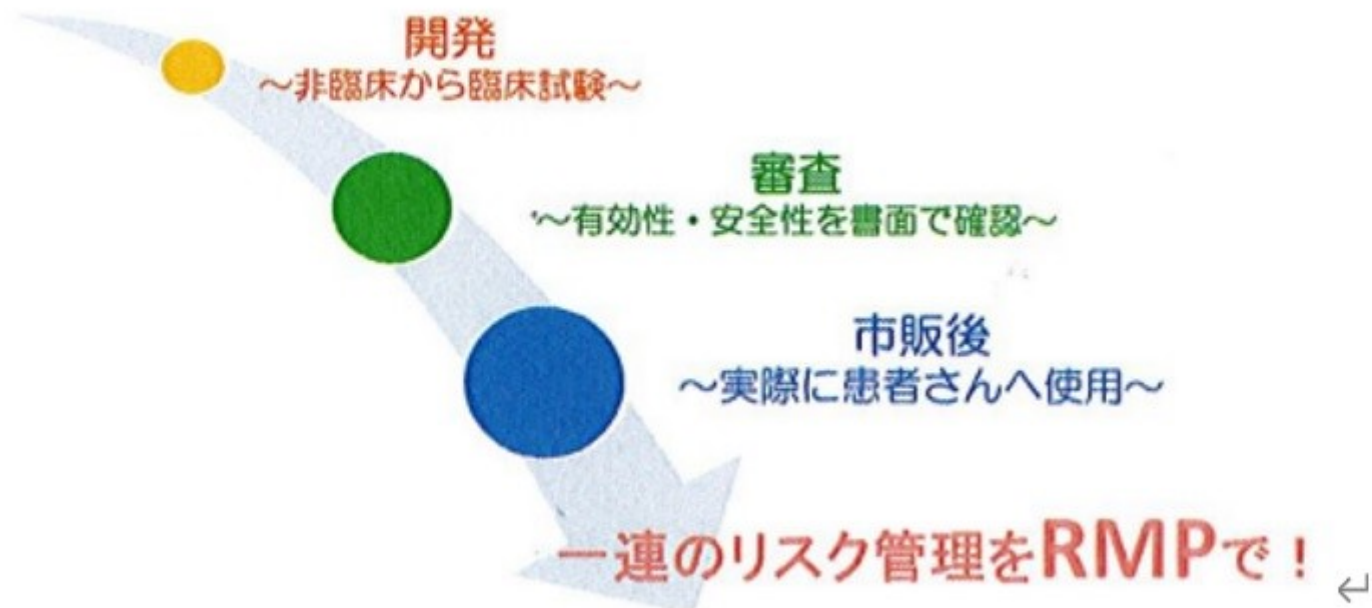 開発
～非臨床から臨床試験～
審査
～有効性・安全性を書面で確認～
市販後
～実際に患者さんへ使用～
一連のリスク管理をRMPで！